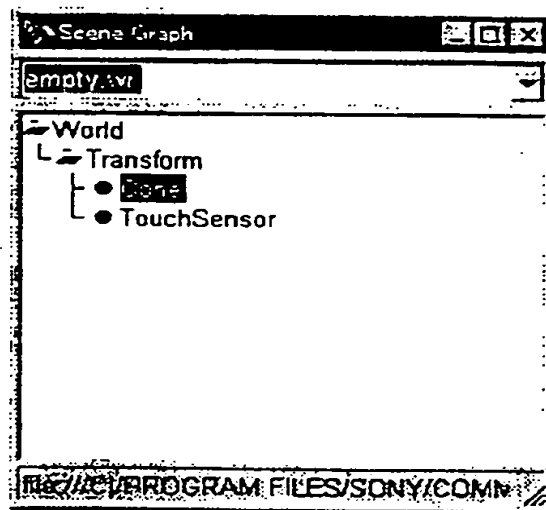 Scene Graph
empty.wrl
World
Transform
Cone
TouchSensor
file:///C|/PROGRAM FILES/SONY/COMM